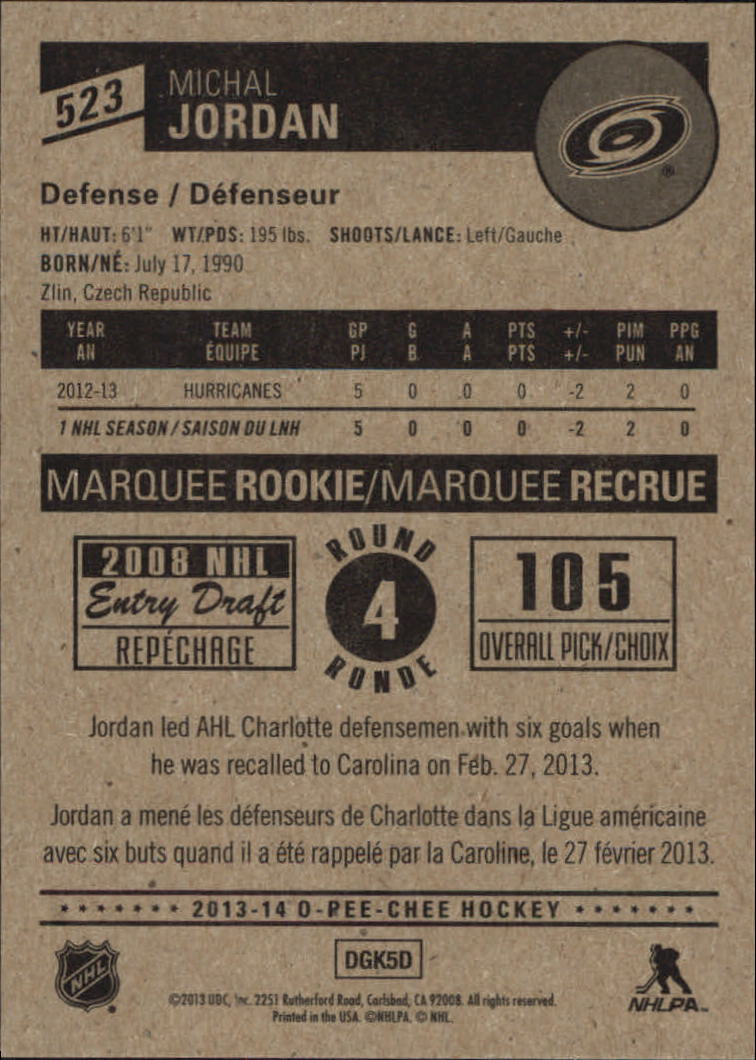 523
MICHAL
JORDAN
®
Defense / Défenseur
HT/HAUT: 6'1" WT/PDS: 195 lbs. SHOOTS/LANCE: Left/Gauche
BORN/NÉ: July 17, 1990
Zlin, Czech Republic
YEAR TEAM GP G A PTS +/- PIM PPG
AN ÉQUIPE PJ B A PTS +/- PUN AN
2012-13 HURRICANES 5 0 0 0 -2 2 0
1 NHL SEASON / SAISON DU LNH 5 0 0 0 -2 2 0
MARQUEE ROOKIE/MARQUEE RECRUE
2008 NHL
Entry Draft
REPÉCHAGE
ROUND
4
RONDE
105
OVERALL PICK/CHOIX
Jordan led AHL Charlotte defensemen with six goals when
he was recalled to Carolina on Feb. 27, 2013.
Jordan a mené les défenseurs de Charlotte dans la Ligue américaine
avec six buts quand il a été rappelé par la Caroline, le 27 février 2013.
2013-14 O-PEE-CHEE HOCKEY
NHL
DGK5D
NHLPA
©2013 UDC, Inc. 2251 Rutherford Road, Carlsbad, CA 92008. All rights reserved.
Printed in the USA. ©NHLPA. © NHL.